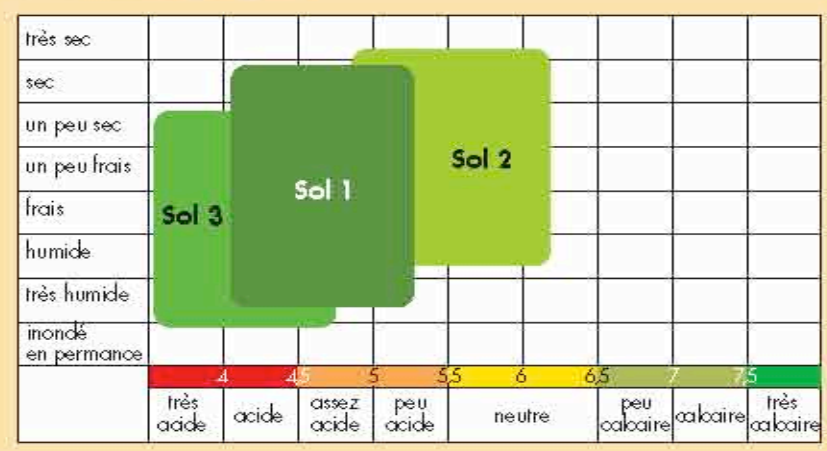 très sec
sec
un peu sec
un peu frais
frais
humide
très humide
inondé
en permance
Sol 3
Sol 1
Sol 2
4
4,5
5
5,5
6
6,5
7
7,5
très
acide
acide
assez
acide
peu
acide
neutre
peu
calcaire
calcaire
très
calcaire